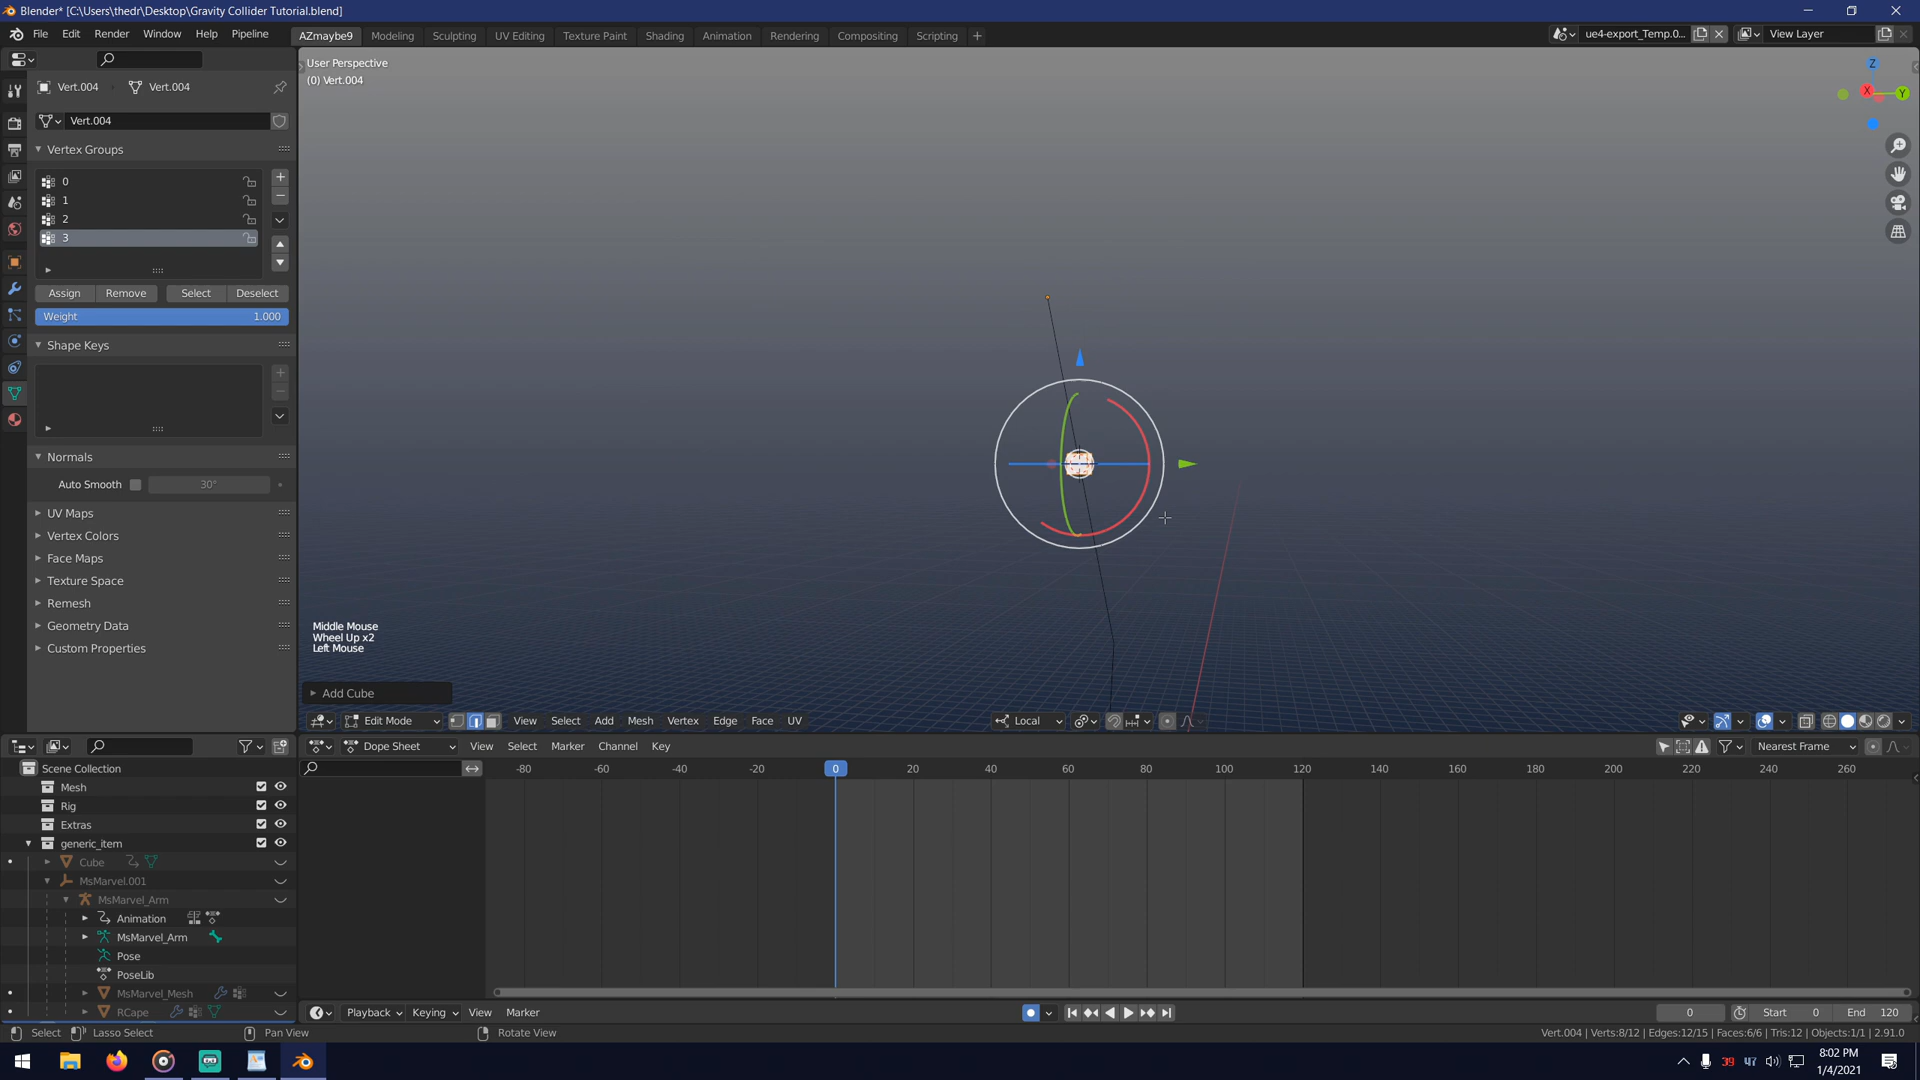 Blender* [C:\Users\thedr\Desktop\Gravity Collider Tutorial.blend]
File Edit Render Window Help Pipeline
AZmaybe9 Modeling Sculpting UV Editing Texture Paint Shading Animation Rendering Compositing Scripting +
ue4-export_Temp.0... View Layer
Vert.004 Vert.004
Vert.004
Vertex Groups
0
1
2
3
Assign Remove Select Deselect
Weight 1.000
Shape Keys
Normals
Auto Smooth 30°
UV Maps
Vertex Colors
Face Maps
Texture Space
Remesh
Geometry Data
Custom Properties
User Perspective
(0) Vert.004
Z
X Y
Middle Mouse
Wheel Up x2
Left Mouse
Add Cube
Edit Mode View Select Add Mesh Vertex Edge Face UV Local
Dope Sheet View Select Marker Channel Key Nearest Frame
-80 -60 -40 -20 0 20 40 60 80 100 120 140 160 180 200 220 240 260
Scene Collection
Mesh
Rig
Extras
generic_item
Cube
MsMarvel.001
MsMarvel_Arm
Animation
MsMarvel_Arm
Pose
PoseLib
MsMarvel_Mesh
RCape
Playback Keying View Marker 0 Start 0 End 120
Select Lasso Select Pan View Rotate View
Vert.004 | Verts:8/12 | Edges:12/15 | Faces:6/6 | Tris:12 | Objects:1/1 | 2.91.0
8:02 PM
1/4/2021